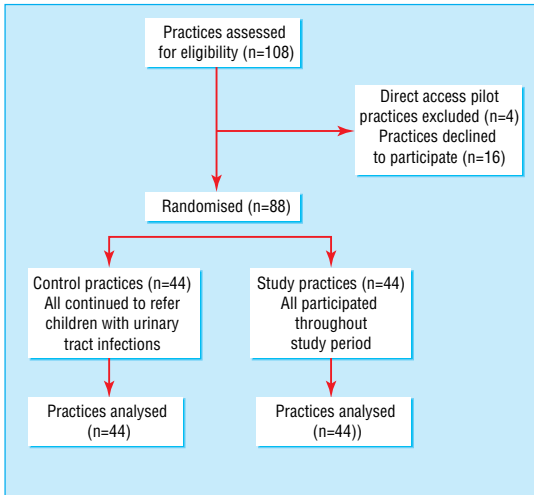 Practices assessed
for eligibility (n=108)
Direct access pilot
practices excluded (n=4)
Practices declined
to participate (n=16)
Randomised (n=88)
Control practices (n=44)
All continued to refer
children with urinary
tract infections
Study practices (n=44)
All participated
throughout
study period
Practices analysed
(n=44)
Practices analysed
(n=44))